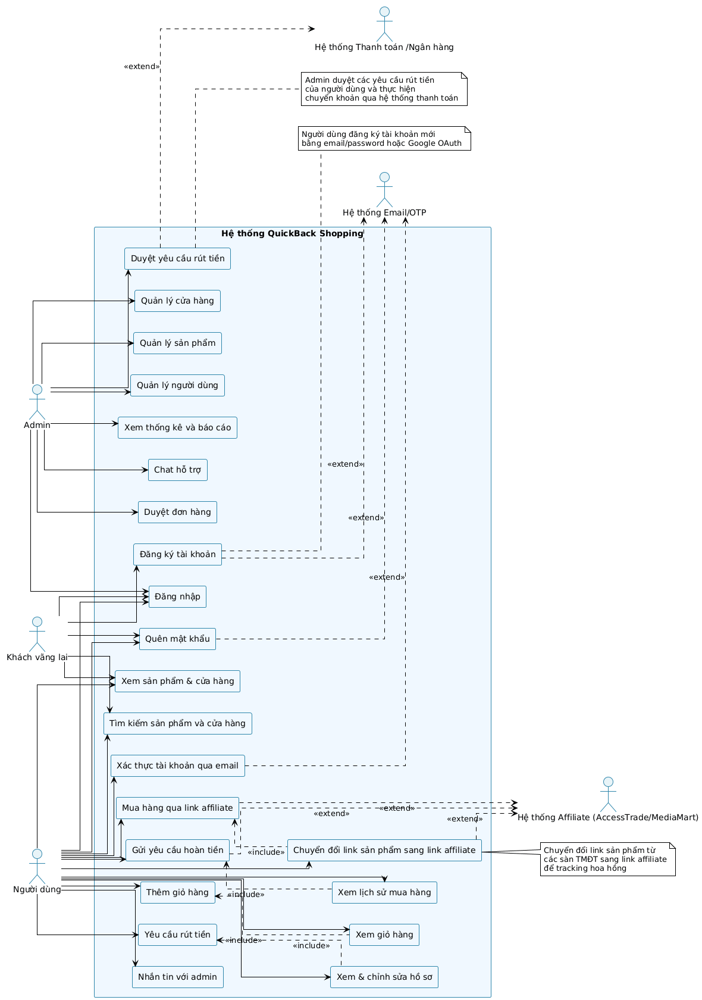 Hệ thống Thanh toán /Ngân hàng
«extend»
Admin duyệt các yêu cầu rút tiền
của người dùng và thực hiện
chuyển khoản qua hệ thống thanh toán
Người dùng đăng ký tài khoản mới
bằng email/password hoặc Google OAuth
Hệ thống Email/OTP
Hệ thống QuickBack Shopping
Duyệt yêu cầu rút tiền
Quản lý cửa hàng
Quản lý sản phẩm
Quản lý người dùng
Admin
Xem thống kê và báo cáo
«extend»
Chat hỗ trợ
Duyệt đơn hàng
«extend»
Đăng ký tài khoản
«extend»
Đăng nhập
Quên mật khẩu
Khách vãng lai
Xem sản phẩm & cửa hàng
Tìm kiếm sản phẩm và cửa hàng
Xác thực tài khoản qua email
Mua hàng qua link affiliate
«extend»
«extend»
«extend»
Hệ thống Affiliate (AccessTrade/MediaMart)
Gửi yêu cầu hoàn tiền
«include»
Chuyển đổi link sản phẩm sang link affiliate
Chuyển đổi link sản phẩm từ
các sàn TMĐT sang link affiliate
để tracking hoa hồng
Người dùng
Thêm giỏ hàng
«include»
Xem lịch sử mua hàng
Yêu cầu rút tiền
«include»
«include»
Xem giỏ hàng
Nhắn tin với admin
Xem & chỉnh sửa hồ sơ